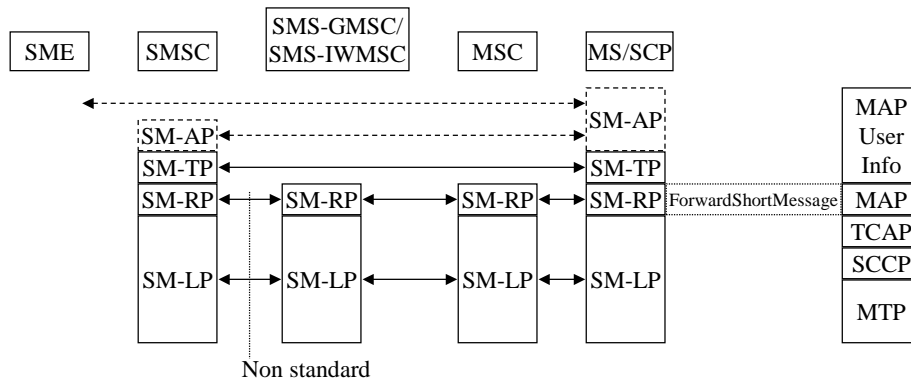 SME
SMSC
SMS-GMSC/
SMS-IWMSC
MSC
MS/SCP
SM-AP
SM-AP
MAP
User
Info
SM-TP
SM-TP
SM-RP
SM-RP
SM-RP
SM-RP
ForwardShortMessage
MAP
TCAP
SCCP
SM-LP
SM-LP
SM-LP
SM-LP
MTP
Non standard